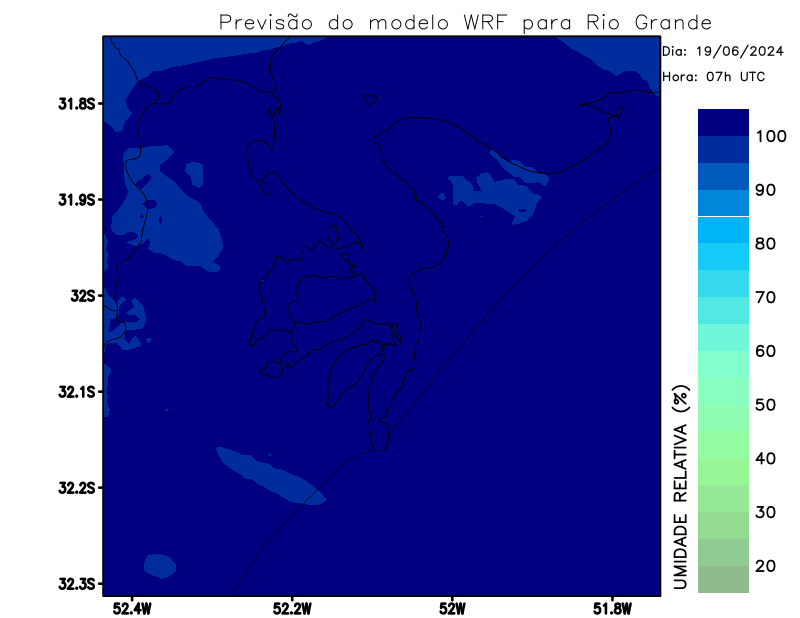 Previsão do modelo WRF para Rio Grande
Dia: 19/06/2024
Hora: 07h UTC
31.8S
31.9S
32S
32.1S
32.2S
32.3S
52.4W
52.2W
52W
51.8W
100
90
80
70
60
50
40
30
20
UMIDADE RELATIVA (%)